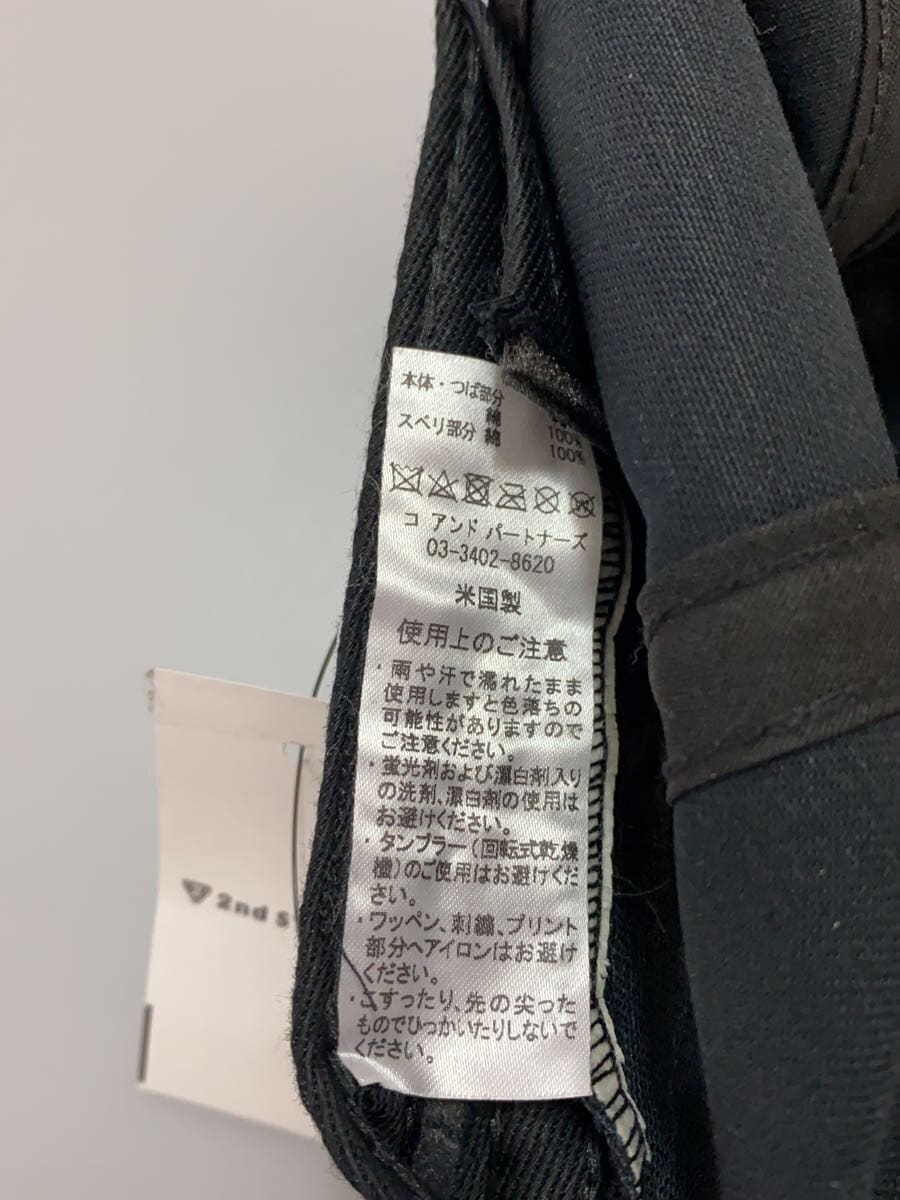 本体・つば部分
綿 100%
スベリ部分 綿 100%
コ アンド パートナーズ
03-3402-8620
米国製
使用上のご注意
・雨や汗で濡れたまま
使用しますと色落ちの
可能性がありますので
ご注意ください。
・蛍光剤および漂白剤入り
の洗剤、漂白剤の使用は
お避けください。
・タンブラー(回転式乾燥
機)のご使用はお避けくだ
さい。
・ワッペン、刺繍、プリント
部分へアイロンはお避け
ください。
・こすったり、先の尖った
ものでひっかいたりしないで
ください。
2nd S